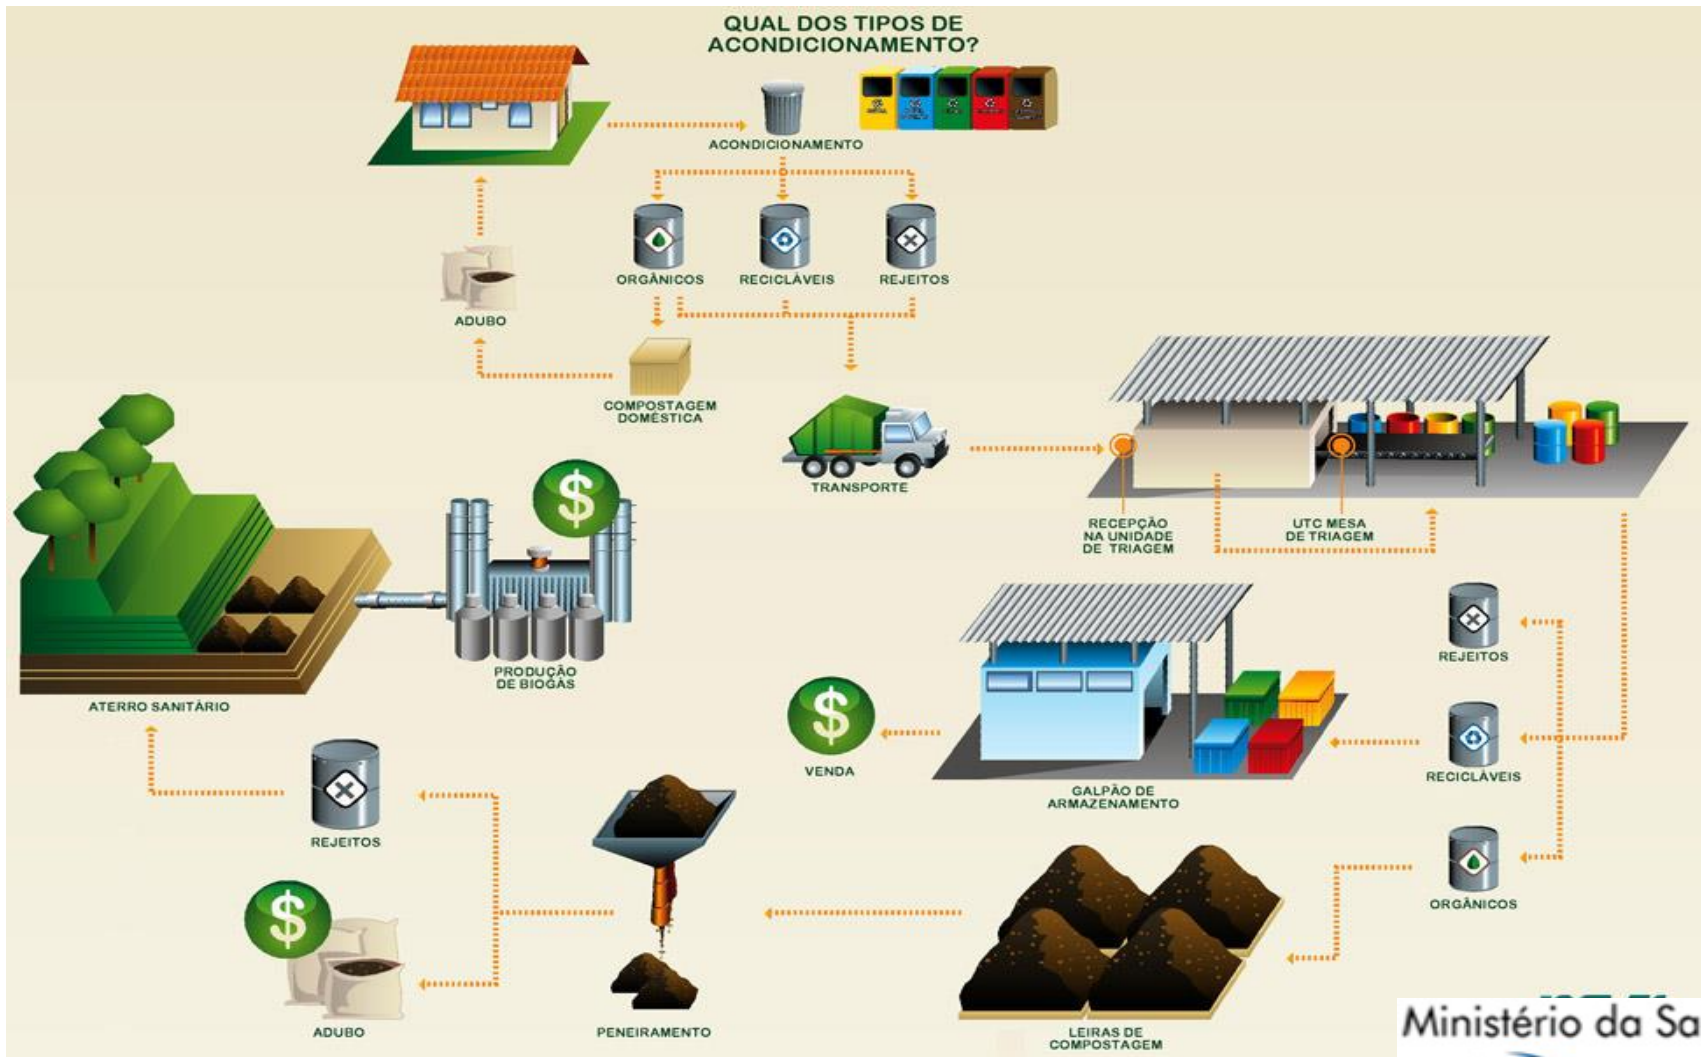 QUAL DOS TIPOS DE
ACONDICIONAMENTO?
ACONDICIONAMENTO
ORGÂNICOS
RECICLÀVEIS
REJEITOS
ADUBO
COMPOSTAGEM
DOMÉSTICA
TRANSPORTE
RECEPÇÃO
NA UNIDADE
DE TRIAGEM
UTC MESA
DE TRIAGEM
$
PRODUÇÃO
DE BIOGÁS
ATERRO SANITÁRIO
REJEITOS
$
VENDA
GALPÃO DE
ARMAZENAMENTO
RECICLÀVEIS
REJEITOS
ORGÂNICOS
$
ADUBO
PENEIRAMENTO
LEIRAS DE
COMPOSTAGEM
Ministério da Sa